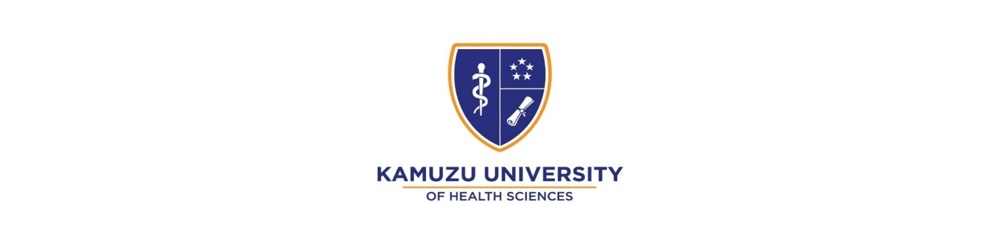 KAMUZU UNIVERSITY
OF HEALTH SCIENCES